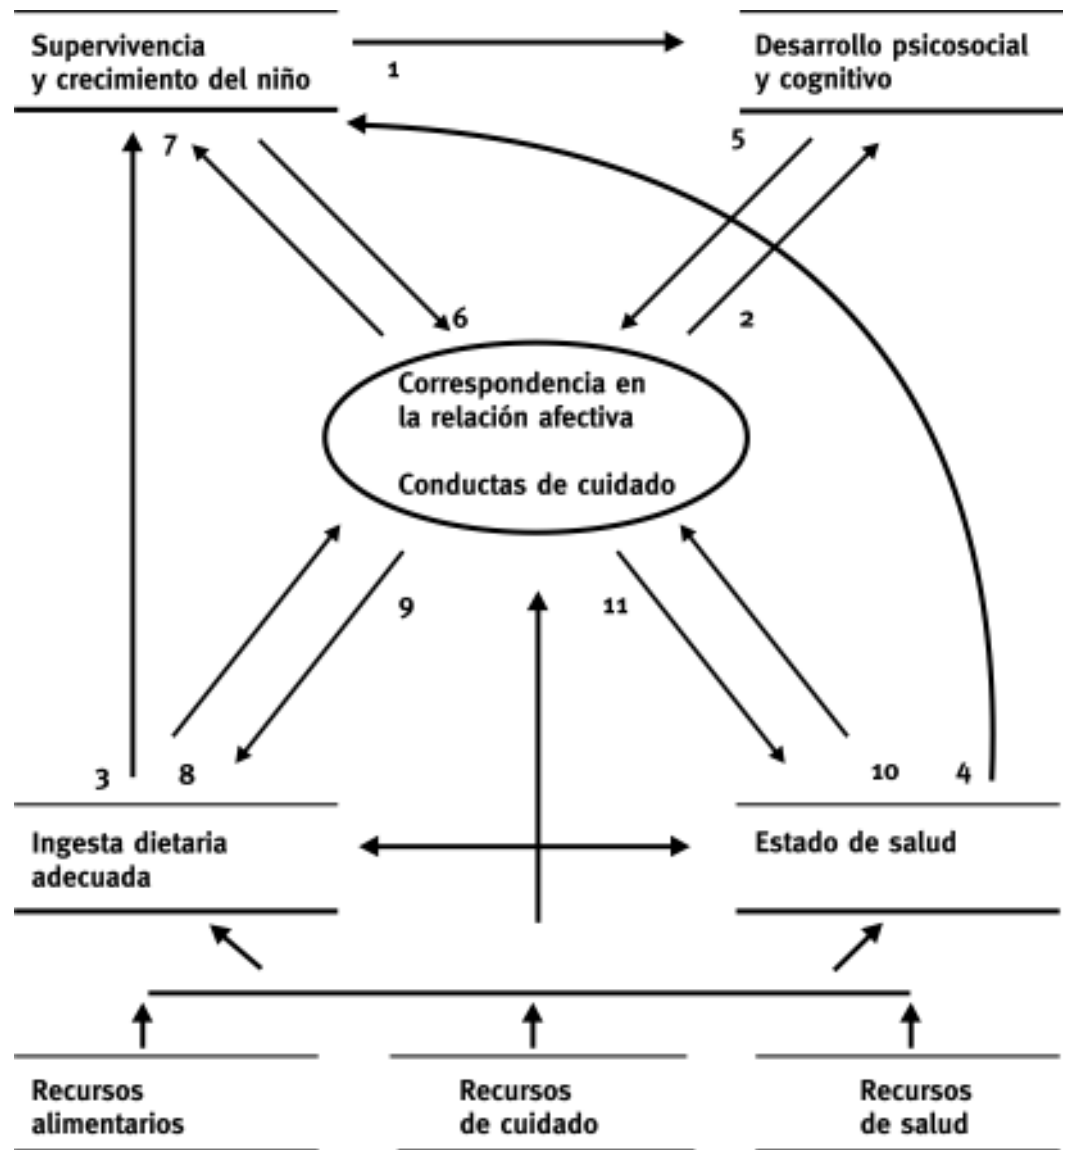 Supervivencia
y crecimiento del niño
1
Desarrollo psicosocial
y cognitivo
7
5
6
2
Correspondencia en
la relación afectiva
Conductas de cuidado
9
11
3
8
10
4
Ingesta dietaria
adecuada
Estado de salud
Recursos
alimentarios
Recursos
de cuidado
Recursos
de salud